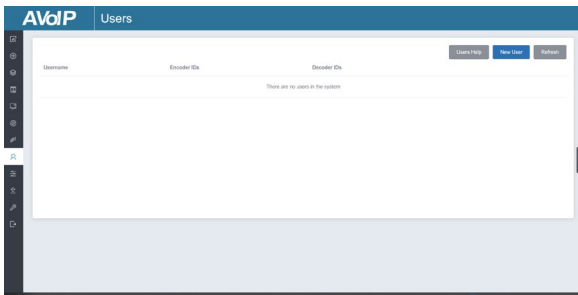 AVoIP Users
Users Help New User Refresh
Username Encoder IDs Decoder IDs
There are no users in the system